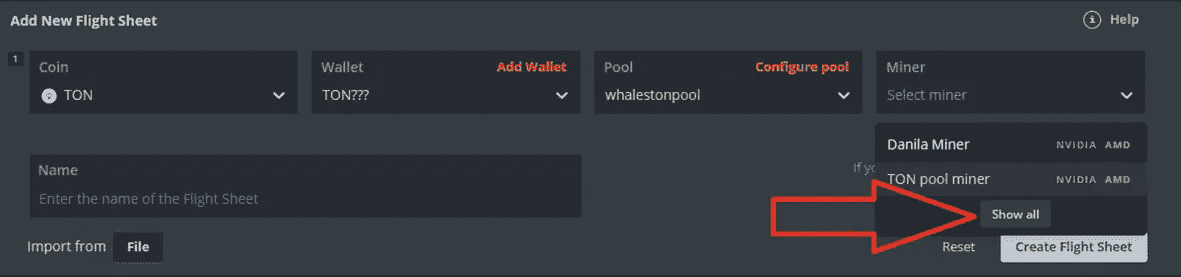 Add New Flight Sheet
Help
1
Coin
TON
Wallet Add Wallet
TON???
Pool Configure pool
whalestonpool
Miner
Select miner
Danila Miner NVIDIA AMD
TON pool miner NVIDIA AMD
Show all
Name
Enter the name of the Flight Sheet
If
Import from File
Reset
Create Flight Sheet